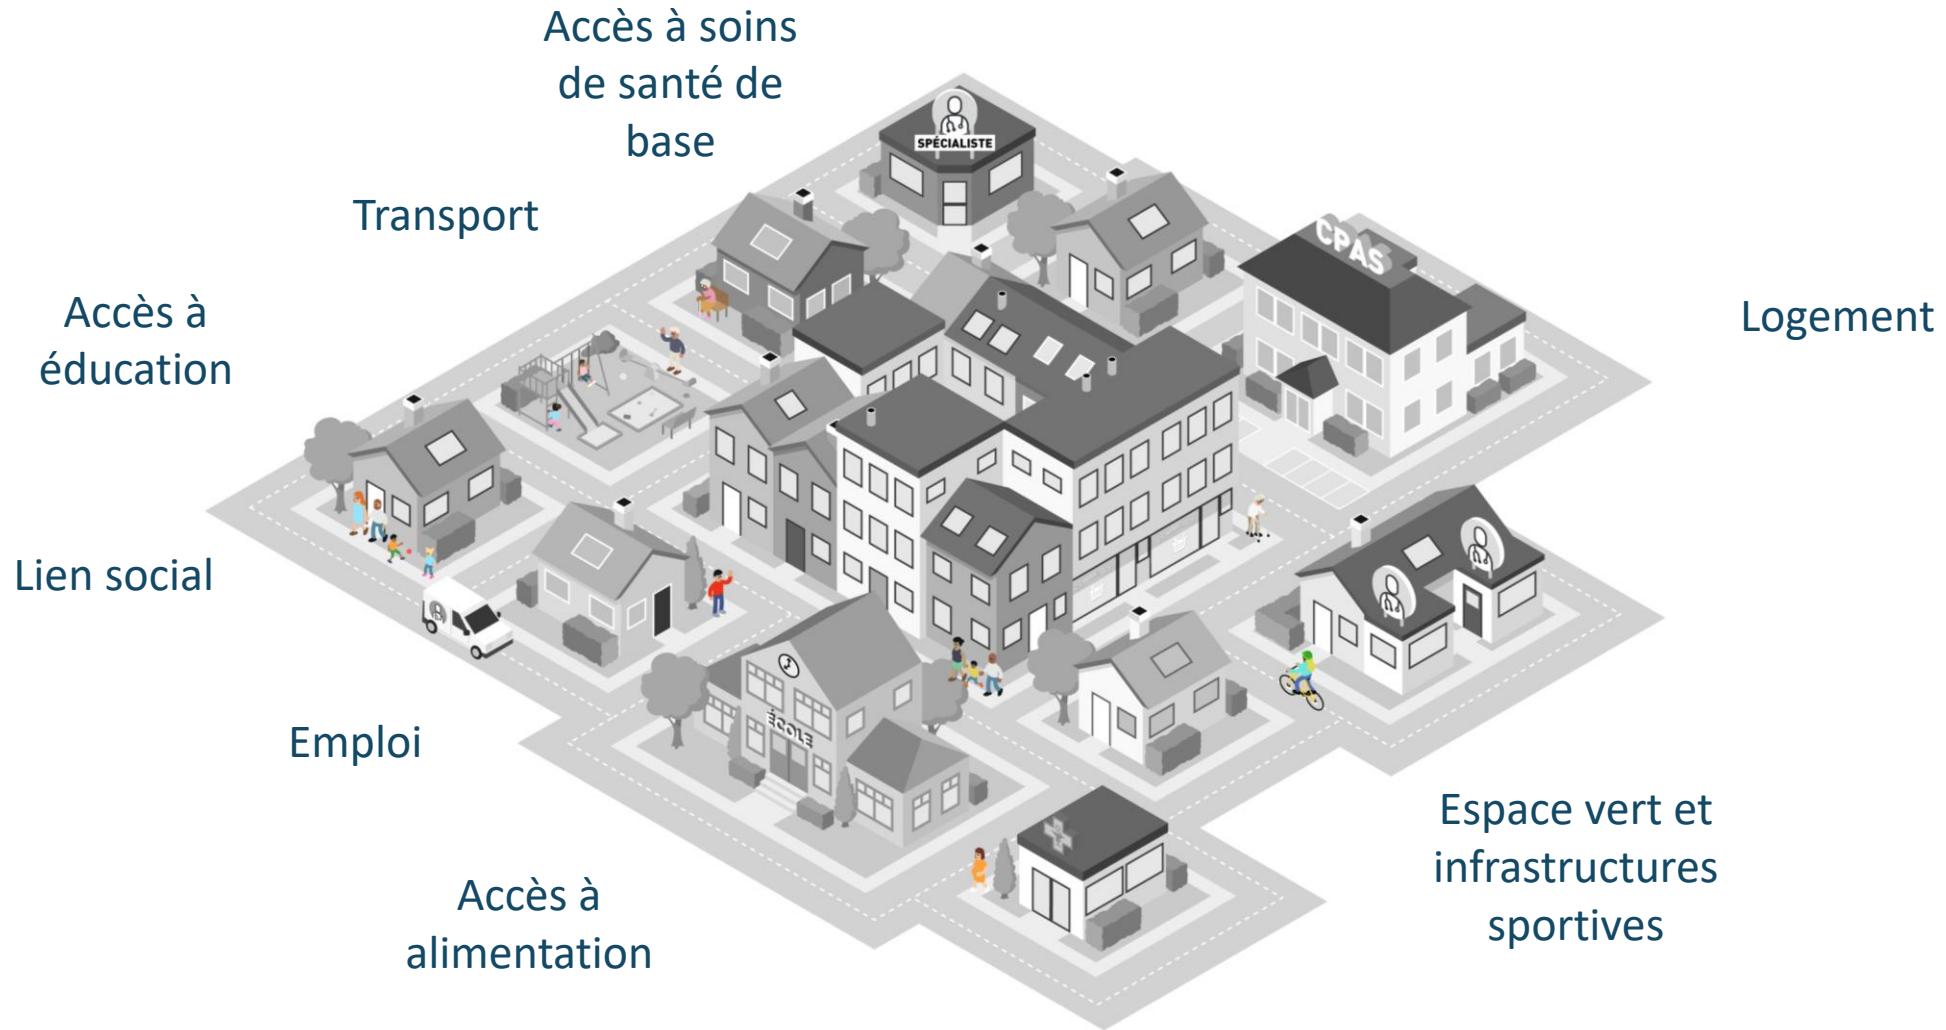 Accès à soins
de santé de
base
SPÉCIALISTE
Transport
CPAS
Accès à
éducation
Logement
Lien social
Emploi
ÉCOLE
Espace vert et
infrastructures
sportives
Accès à
alimentation